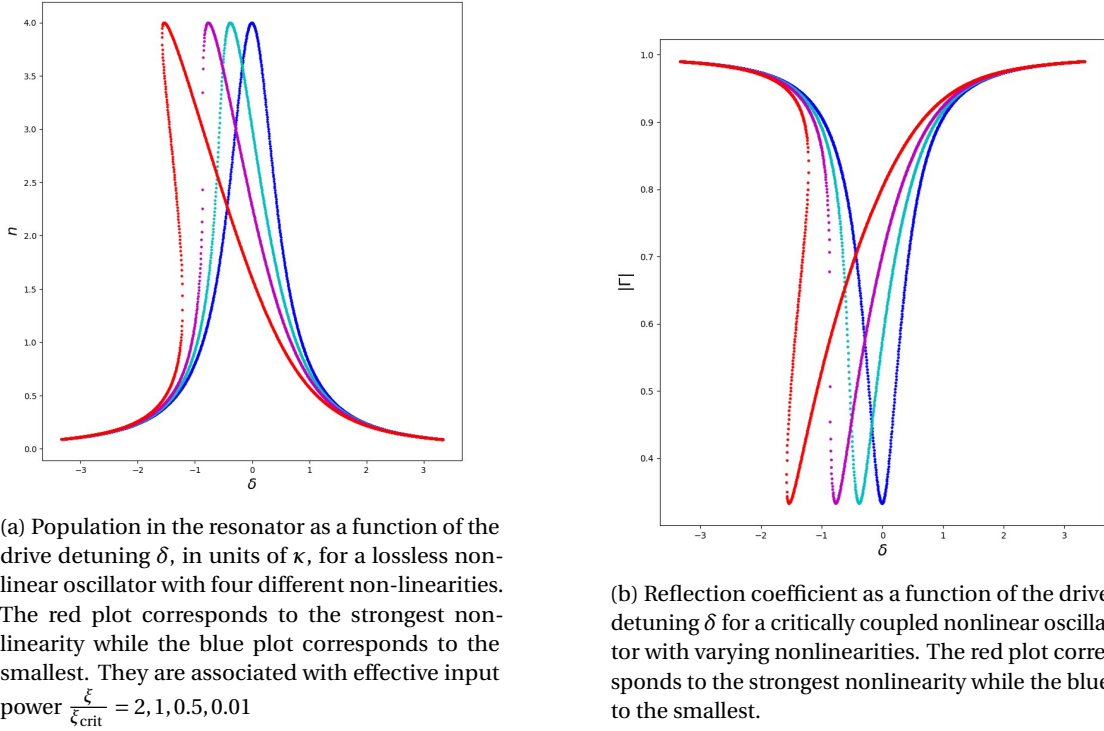 4.0
3.5
3.0
2.5
2.0
1.5
1.0
0.5
0.0
n
−3 −2 −1 0 1 2 3
δ
(a) Population in the resonator as a function of the
drive detuning δ, in units of κ, for a lossless non-
linear oscillator with four different non-linearities.
The red plot corresponds to the strongest non-
linearity while the blue plot corresponds to the
smallest. They are associated with effective input
power ξ/ξcrit = 2, 1, 0.5, 0.01
1.0
0.9
0.8
0.7
0.6
0.5
0.4
|Γ|
−3 −2 −1 0 1 2 3
δ
(b) Reflection coefficient as a function of the drive
detuning δ for a critically coupled nonlinear oscilla-
tor with varying nonlinearities. The red plot corre-
sponds to the strongest nonlinearity while the blue
to the smallest.